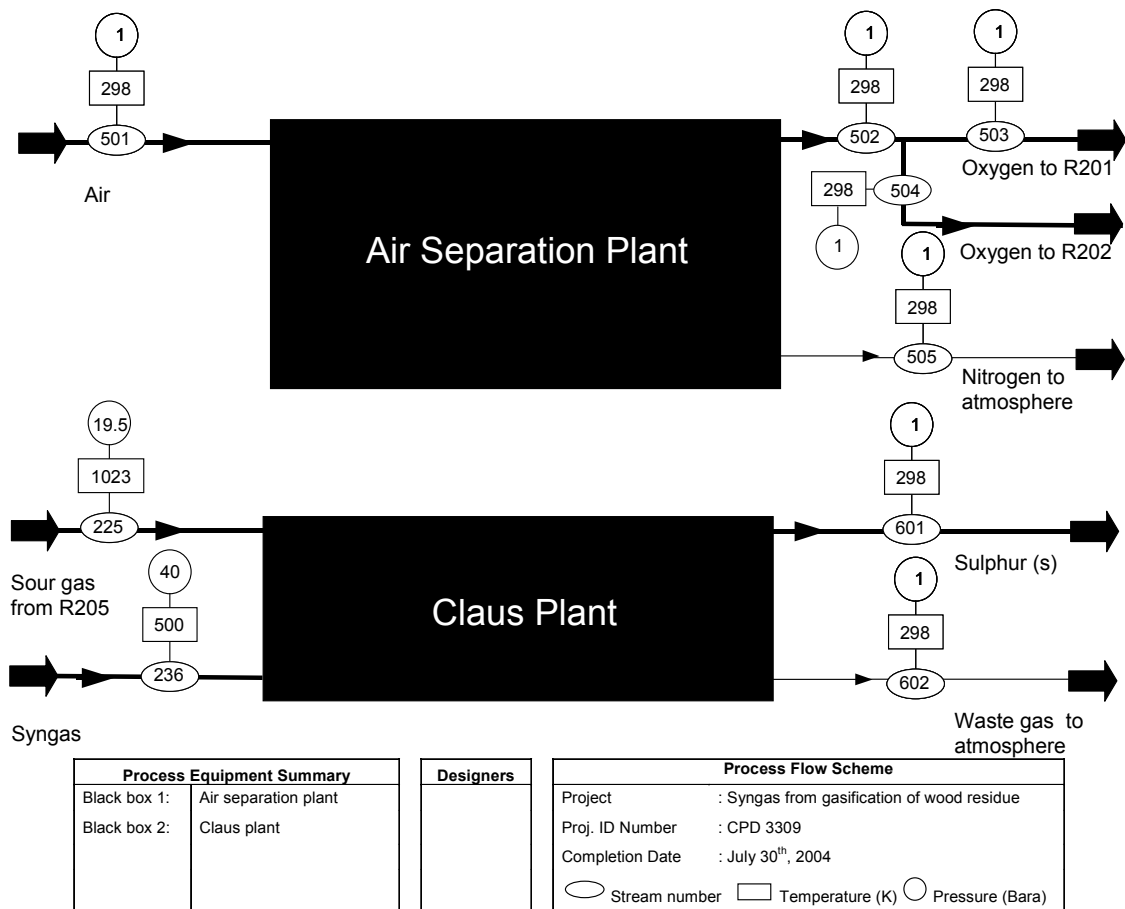 1
298
501
Air
Air Separation Plant
1
298
502
1
298
503
Oxygen to R201
298
504
1
Oxygen to R202
1
298
505
Nitrogen to
atmosphere
19.5
1023
225
Sour gas
from R205
40
500
236
Syngas
Claus Plant
1
298
601
Sulphur (s)
1
298
602
Waste gas to
atmosphere
Process Equipment Summary
Black box 1: Air separation plant
Black box 2: Claus plant
Designers
Process Flow Scheme
Project : Syngas from gasification of wood residue
Proj. ID Number : CPD 3309
Completion Date : July 30th, 2004
Stream number Temperature (K) Pressure (Bara)